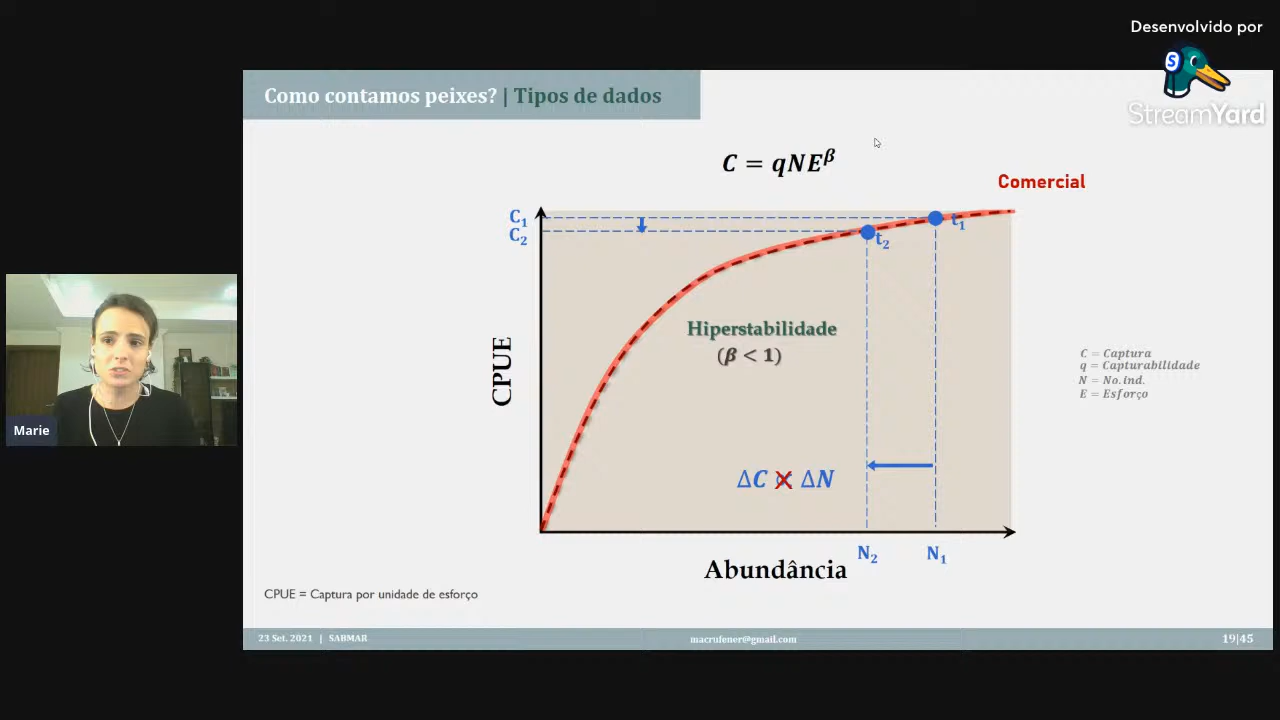 Desenvolvido por
StreamYard
Como contamos peixes? | Tipos de dados
C = qNE^β
Comercial
C₁
C₂
t₁
t₂
Hiperstabilidade
(β < 1)
CPUE
C = Captura
q = Capturabilidade
N = No. ind.
E = Esforço
Marie
ΔC ∝ ΔN
N₂
N₁
Abundância
CPUE = Captura por unidade de esforço
23 Set. 2021 | SABMAR
macrufener@gmail.com
19|45